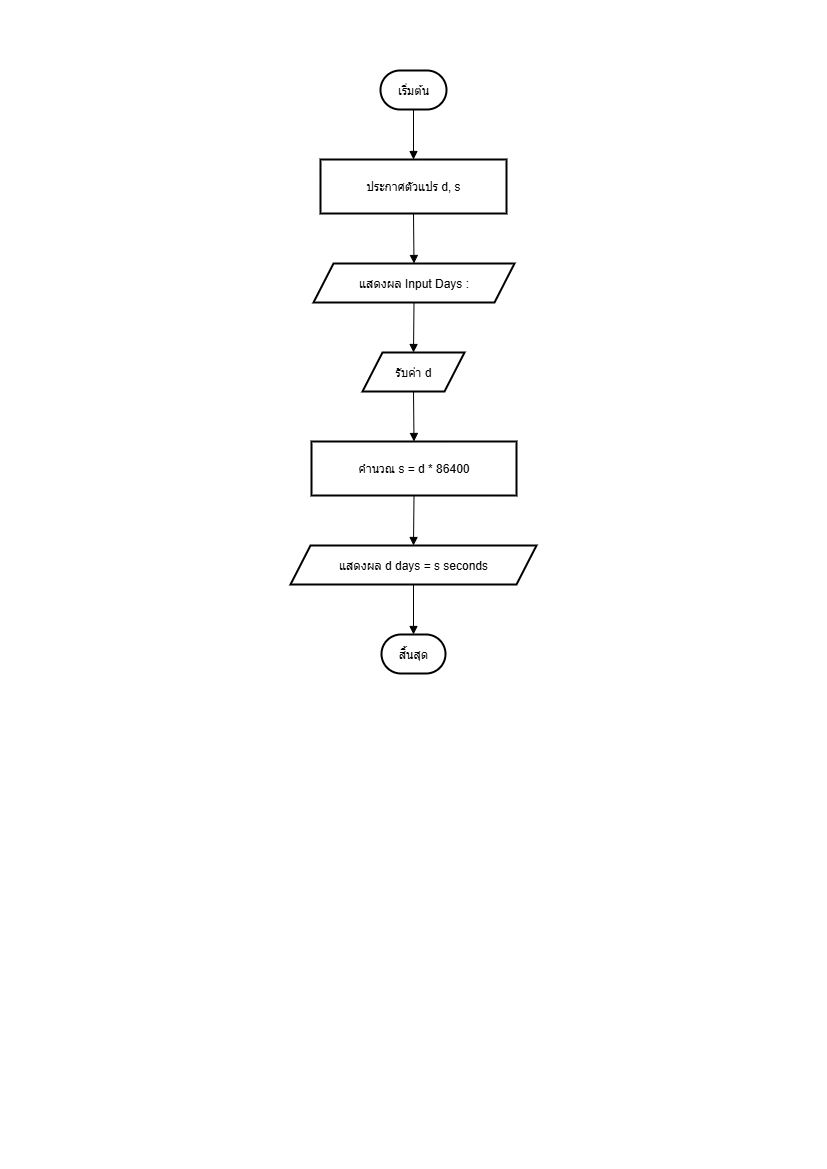 เริ่มต้น
ประกาศตัวแปร d, s
แสดงผล Input Days :
รับค่า d
คำนวณ s = d * 86400
แสดงผล d days = s seconds
สิ้นสุด